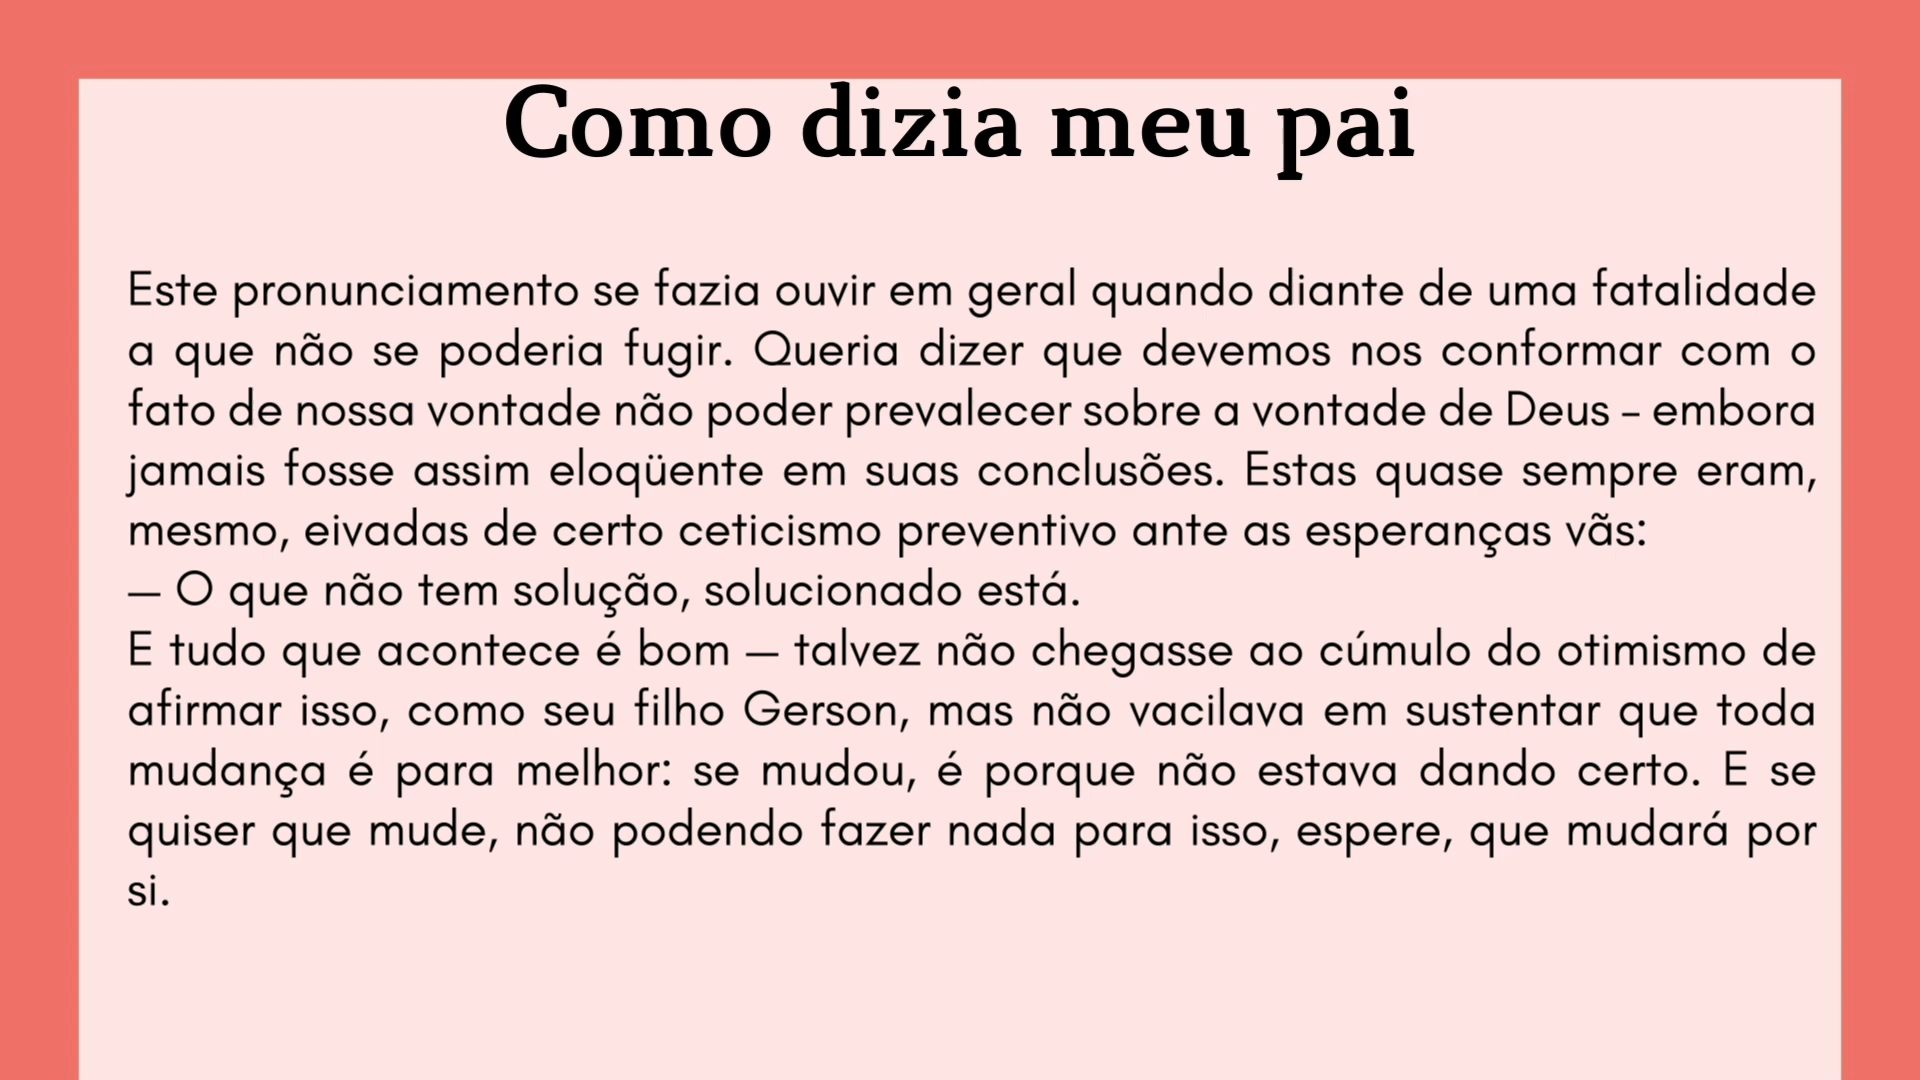 Como dizia meu pai
Este pronunciamento se fazia ouvir em geral quando diante de uma fatalidade
a que não se poderia fugir. Queria dizer que devemos nos conformar com o
fato de nossa vontade não poder prevalecer sobre a vontade de Deus – embora
jamais fosse assim eloqüente em suas conclusões. Estas quase sempre eram,
mesmo, eivadas de certo ceticismo preventivo ante as esperanças vãs:
— O que não tem solução, solucionado está.
E tudo que acontece é bom — talvez não chegasse ao cúmulo do otimismo de
afirmar isso, como seu filho Gerson, mas não vacilava em sustentar que toda
mudança é para melhor: se mudou, é porque não estava dando certo. E se
quiser que mude, não podendo fazer nada para isso, espere, que mudará por
si.